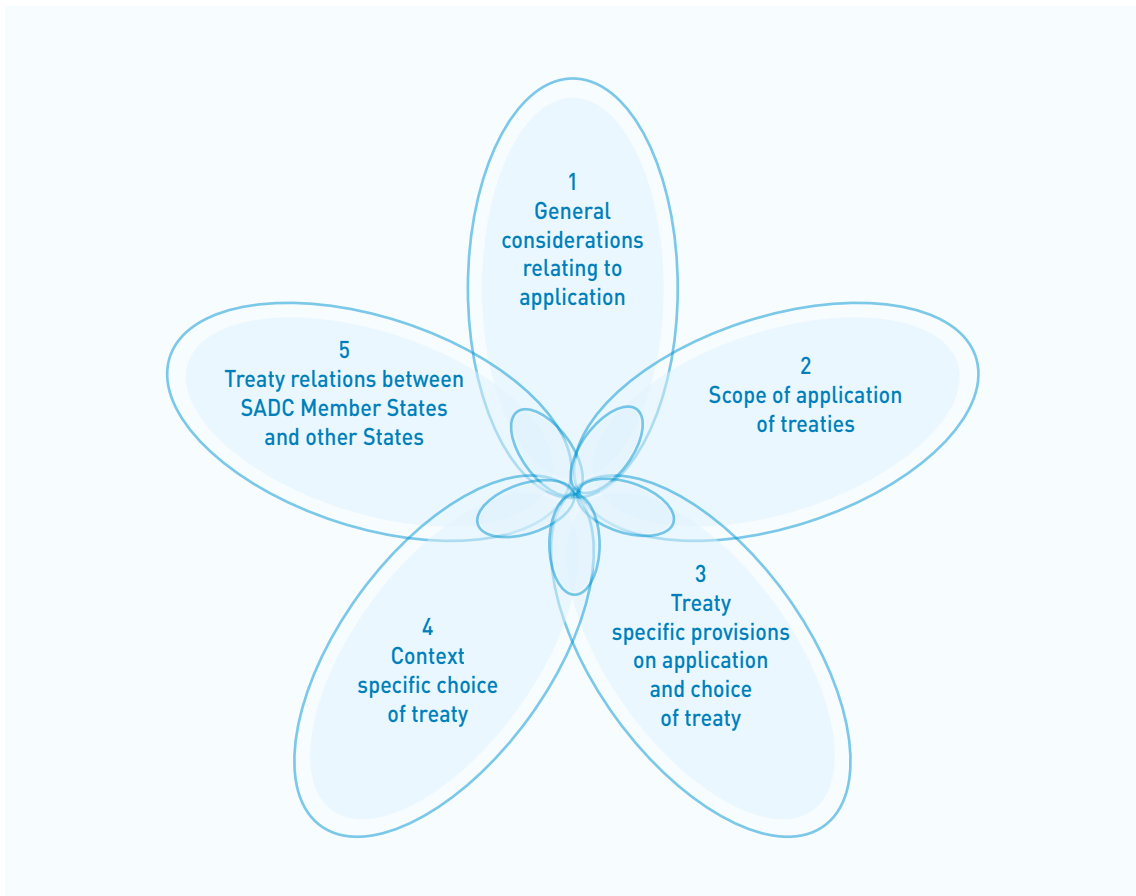 1
General
considerations
relating to
application
2
Scope of application
of treaties
3
Treaty
specific provisions
on application
and choice
of treaty
4
Context
specific choice
of treaty
5
Treaty relations between
SADC Member States
and other States